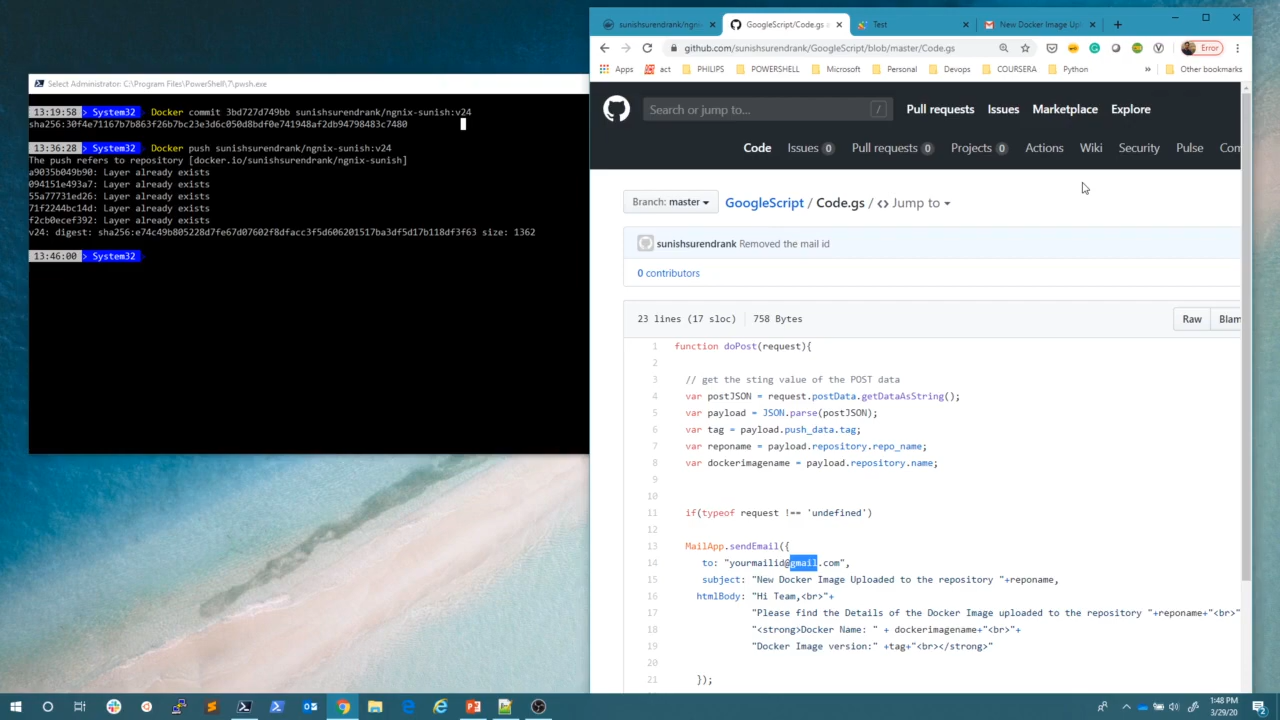 sunishsurendrank/ngni
GoogleScript/Code.gs
Test
New Docker Image Up
github.com/sunishsurendrank/GoogleScript/blob/master/Code.gs
Error
Apps
act
PHILIPS
POWERSHELL
Microsoft
Personal
Devops
COURSERA
Python
»
Other bookmarks
Select Administrator: C:\Program Files\PowerShell\7\pwsh.exe
13:19:58 > System32 Docker commit 3bd727d749bb sunishsurendrank/ngnix-sunish:v24
sha256:30f4e71167b7b863f26b7bc23e3d6c050d8bdf0e741948af2db94798483c7480
13:36:28 > System32 Docker push sunishsurendrank/ngnix-sunish:v24
The push refers to repository [docker.io/sunishsurendrank/ngnix-sunish]
a9035b049b90: Layer already exists
094151e493a7: Layer already exists
55a77731ed26: Layer already exists
71f2244bc14d: Layer already exists
f2cb0ecef392: Layer already exists
v24: digest: sha256:e74c49b805228d7fe67d07602f8dfacc3f5d606201517ba3df5d17b118df3f63 size: 1362
13:46:00 > System32
Search or jump to...
/
Pull requests
Issues
Marketplace
Explore
Code
Issues 0
Pull requests 0
Projects 0
Actions
Wiki
Security
Pulse
Com
Branch: master
GoogleScript / Code.gs / <> Jump to
sunishsurendrank Removed the mail id
0 contributors
23 lines (17 sloc) 758 Bytes
Raw
Blam
1 function doPost(request){
2
3 // get the sting value of the POST data
4 var postJSON = request.postData.getDataAsString();
5 var payload = JSON.parse(postJSON);
6 var tag = payload.push_data.tag;
7 var reponame = payload.repository.repo_name;
8 var dockerimagename = payload.repository.name;
9
10
11 if(typeof request !== 'undefined')
12
13 MailApp.sendEmail({
14 to: "yourmailid@gmail.com",
15 subject: "New Docker Image Uploaded to the repository "+reponame,
16 htmlBody: "Hi Team,<br>"+
17 "Please find the Details of the Docker Image uploaded to the repository "+reponame+"<br>"
18 "<strong>Docker Name: " + dockerimagename+"<br>"+
19 "Docker Image version:" +tag+"<br></strong>"
20
21 });
1:48 PM
3/29/20
2